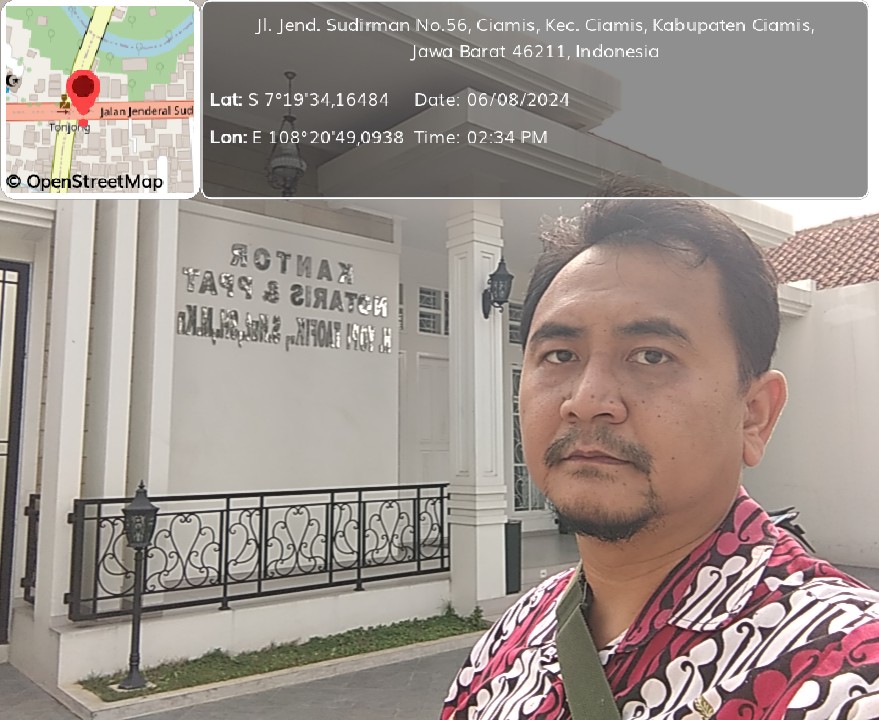 Jl. Jend. Sudirman No.56, Ciamis, Kec. Ciamis, Kabupaten Ciamis,
Jawa Barat 46211, Indonesia
Lat: S 7°19'34,16484 Date: 06/08/2024
Lon: E 108°20'49,0938 Time: 02:34 PM
Jalan Jenderal Sud
Tonjong
© OpenStreetMap
KANTOR
NOTARIS & PPAT
H. YOPI TAOFIK,